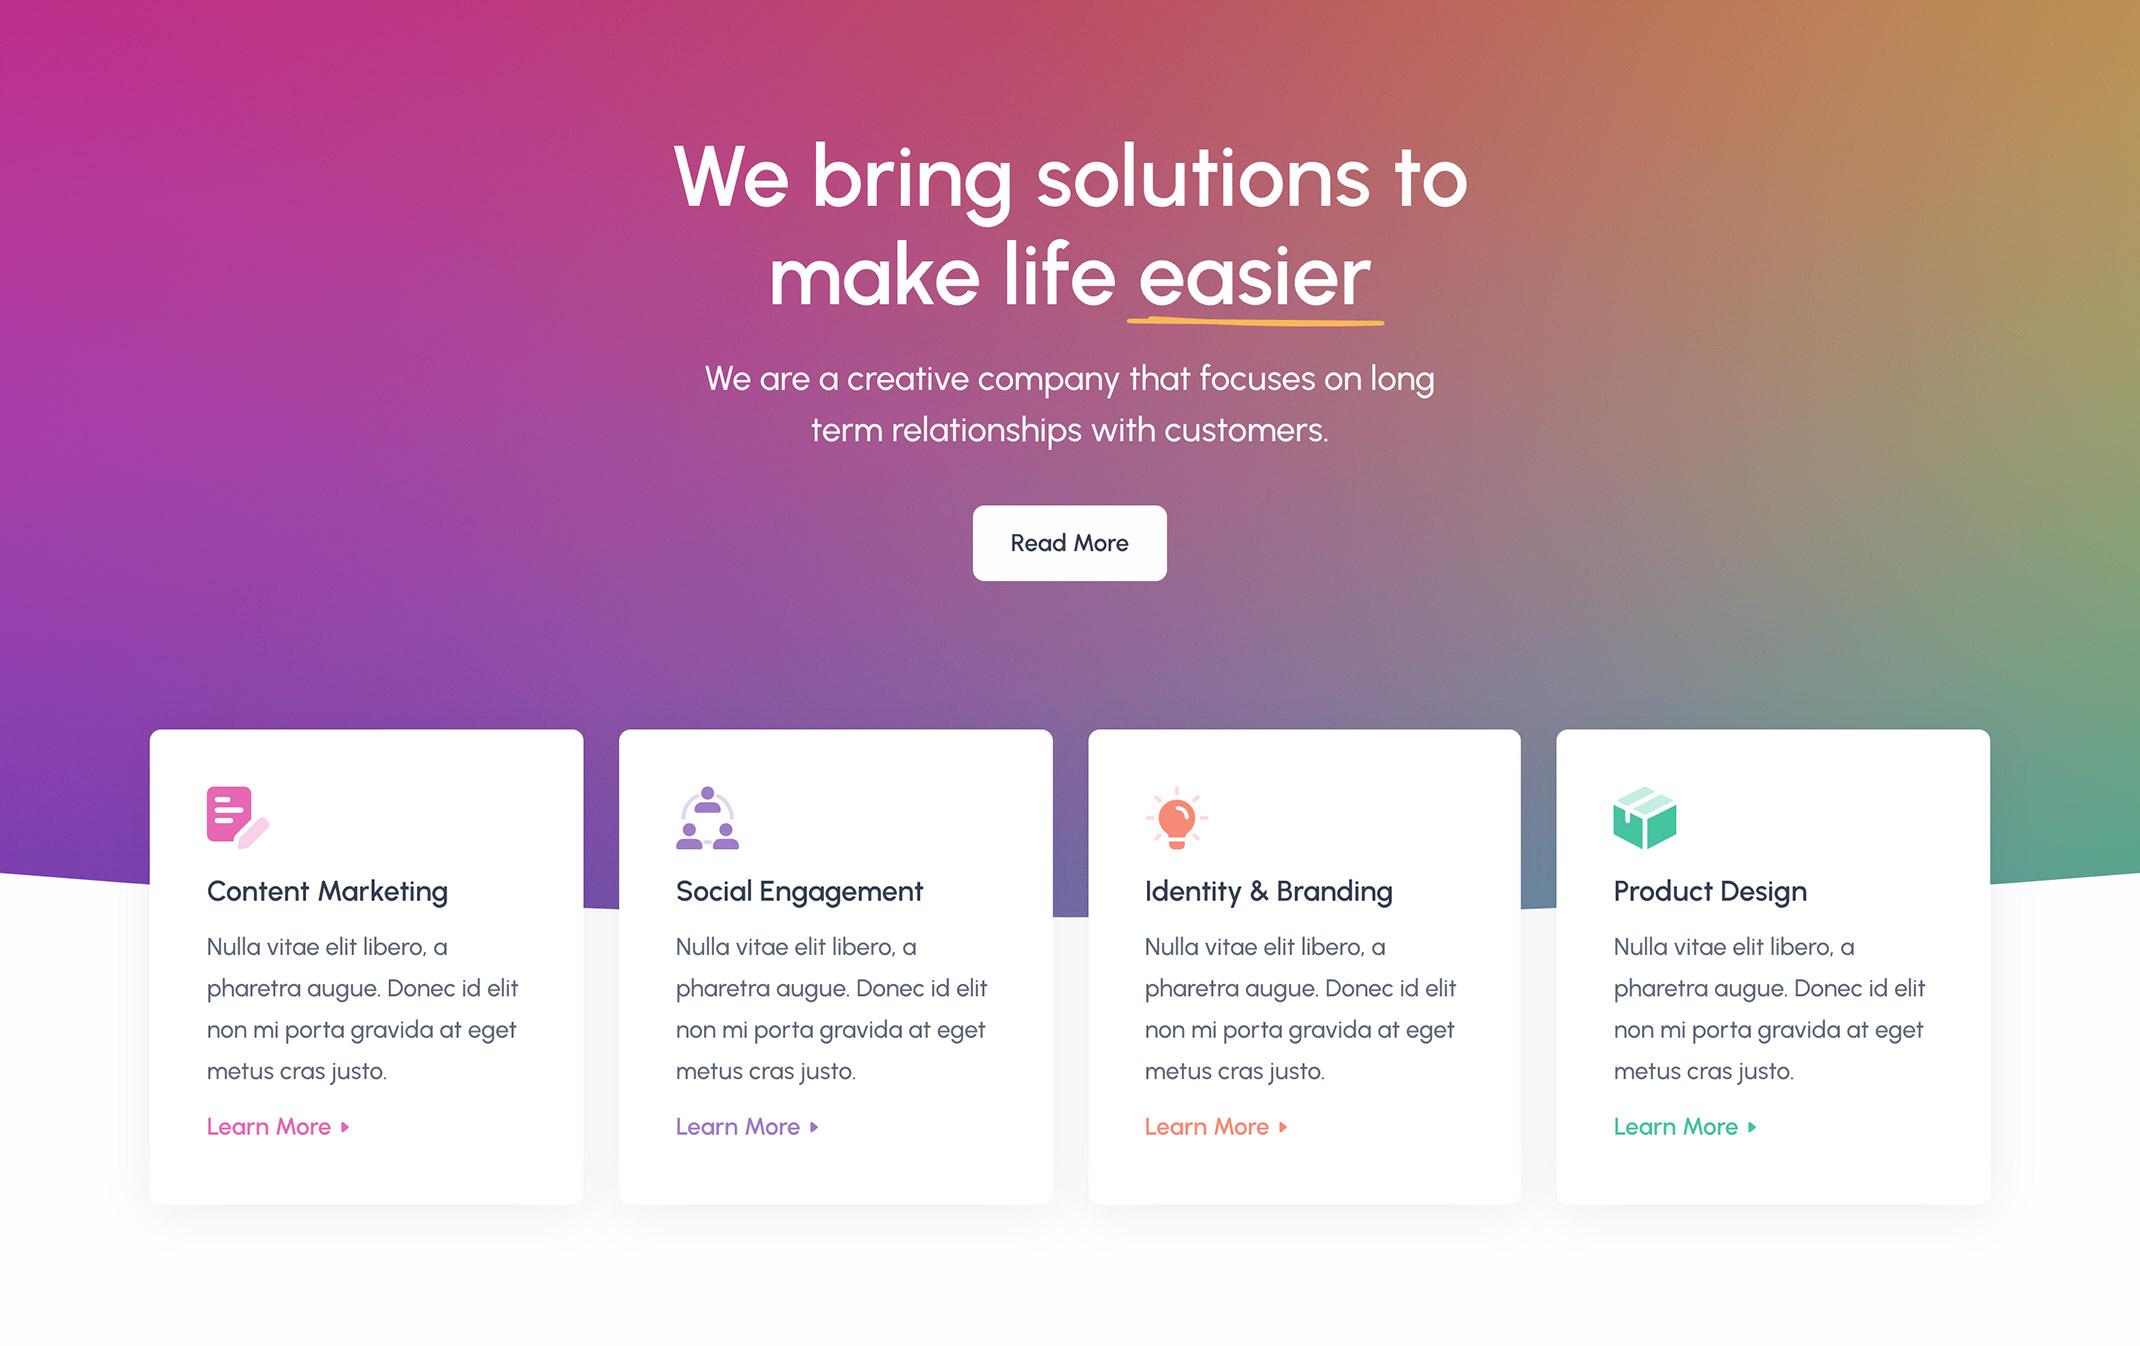 We bring solutions to
make life easier
We are a creative company that focuses on long
term relationships with customers.
Read More
Content Marketing
Nulla vitae elit libero, a
pharetra augue. Donec id elit
non mi porta gravida at eget
metus cras justo.
Learn More
Social Engagement
Nulla vitae elit libero, a
pharetra augue. Donec id elit
non mi porta gravida at eget
metus cras justo.
Learn More
Identity & Branding
Nulla vitae elit libero, a
pharetra augue. Donec id elit
non mi porta gravida at eget
metus cras justo.
Learn More
Product Design
Nulla vitae elit libero, a
pharetra augue. Donec id elit
non mi porta gravida at eget
metus cras justo.
Learn More